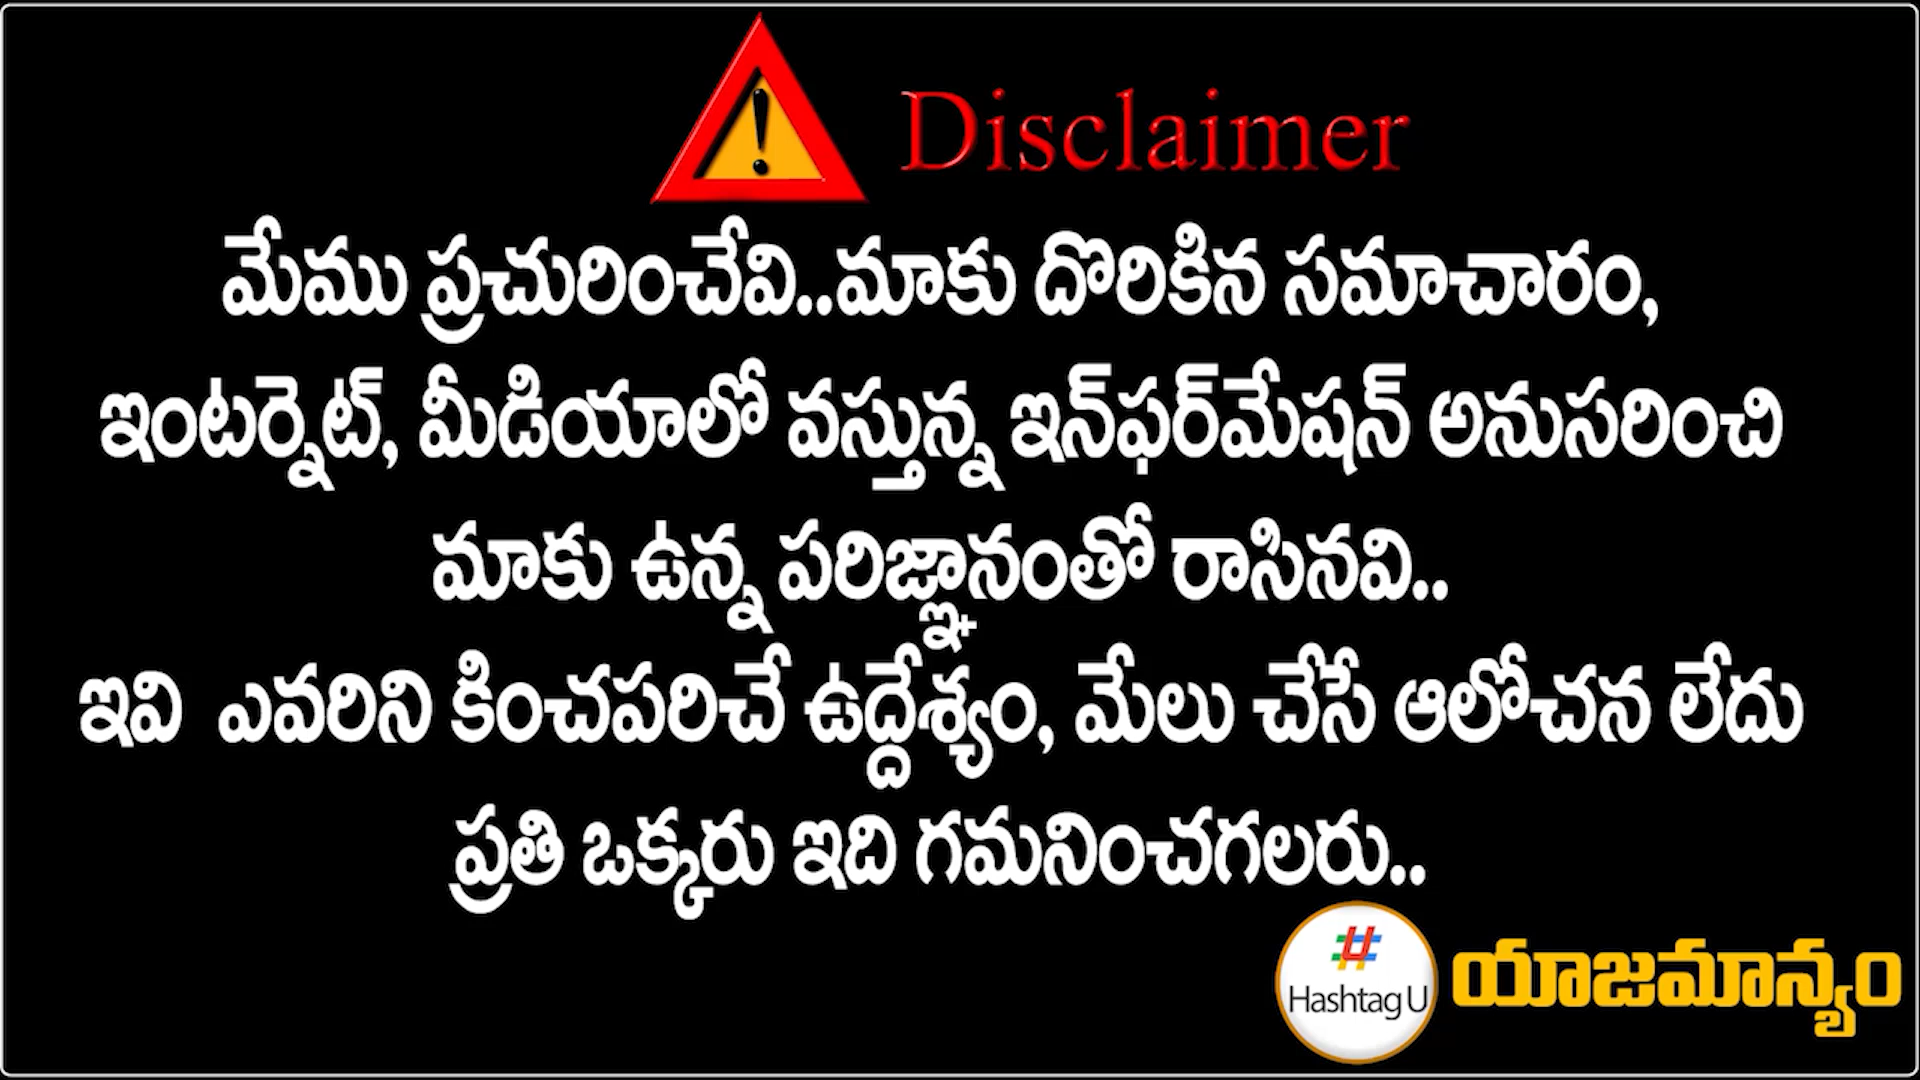 Disclaimer
మేము ప్రచురించేవి..మాకు దొరికిన సమాచారం,
ఇంటర్నెట్, మీడియాలో వస్తున్న ఇన్‌ఫర్‌మేషన్ అనుసరించి
మాకు ఉన్న పరిజ్ఞానంతో రాసినవి..
ఇవి ఎవరిని కించపరిచే ఉద్దేశ్యం, మేలు చేసే ఆలోచన లేదు
ప్రతి ఒక్కరు ఇది గమనించగలరు..
#
Hashtag U యాజమాన్యం